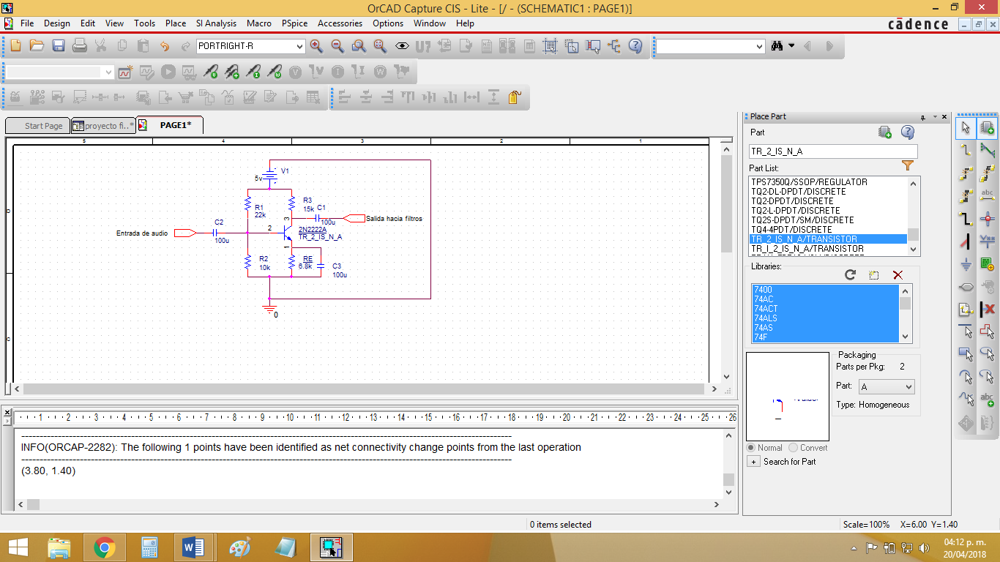 OrCAD Capture CIS - Lite - [/ - (SCHEMATIC1 : PAGE1)]
File Design Edit View Tools Place SI Analysis Macro PSpice Accessories Options Window Help
cādence
PORTRIGHT-R
Start Page
proyecto fi..*
PAGE1*
5 4 3 2 1
D
C
V1
5v
R1
22k
R3
15k
C1
100u
Salida hacia filtros
C2
100u
Entrada de audio
2
3
1
2N2222A
TR_2_IS_N_A
R2
10k
RE
6.8k
C3
100u
0
Place Part
Part
TR_2_IS_N_A
Part List:
TPS7350Q/SSOP/REGULATOR
TQ2-DL-DPDT/DISCRETE
TQ2-DPDT/DISCRETE
TQ2-L-DPDT/DISCRETE
TQ2S-DPDT/SM/DISCRETE
TQ4-4PDT/DISCRETE
TR_2_IS_N_A/TRANSISTOR
TR_I_2_IS_N_A/TRANSISTOR
Libraries:
7400
74AC
74ACT
74ALS
74AS
74F
Packaging
Parts per Pkg: 2
Part: A
Type: Homogeneous
Normal Convert
+ Search for Part
1 2 3 4 5 6 7 8 9 10 11 12 13 14 15 16 17 18 19 20 21 22 23 24 25 26
INFO(ORCAP-2282): The following 1 points have been identified as net connectivity change points from the last operation
(3.80, 1.40)
0 items selected
Scale=100% X=6.00 Y=1.40
04:12 p. m.
20/04/2018